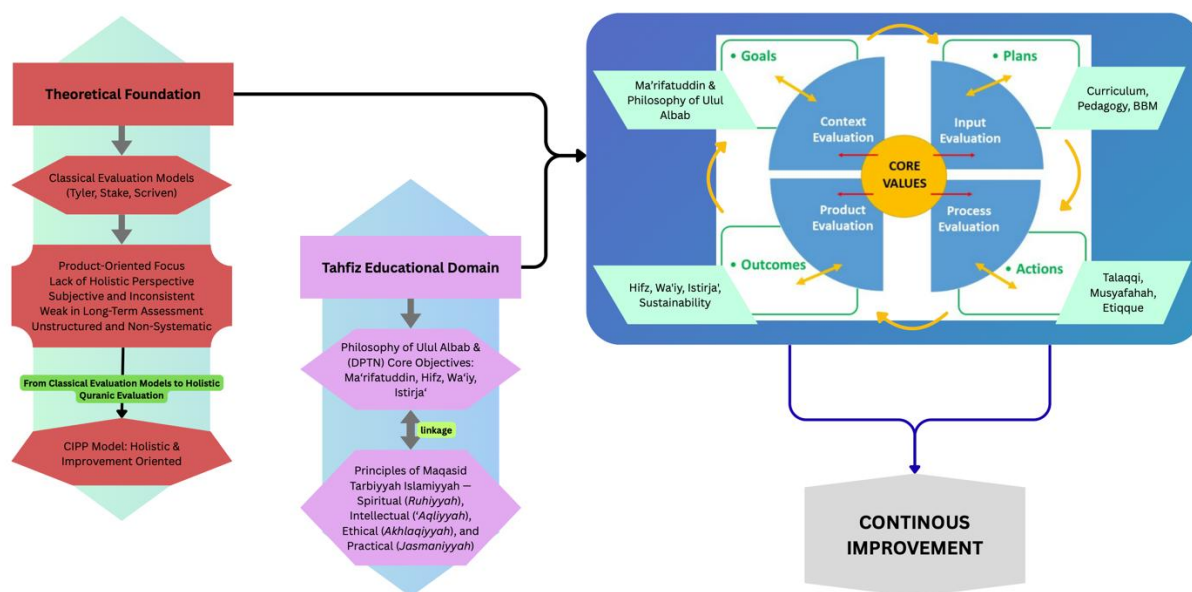 Theoretical Foundation
Classical Evaluation Models
(Tyler, Stake, Scriven)
Product-Oriented Focus
Lack of Holistic Perspective
Subjective and Inconsistent
Weak in Long-Term Assessment
Unstructured and Non-Systematic
From Classical Evaluation Models to Holistic
Quranic Evaluation
CIPP Model: Holistic &
Improvement Oriented
Tahfiz Educational Domain
Philosophy of Ulul Albab &
(DPTN) Core Objectives:
Ma‘rifatuddin, Hifz, Wa‘iy,
Istirja‘
linkage
Principles of Maqasid
Tarbiyyah Islamiyyah —
Spiritual (Ruhiyyah),
Intellectual (‘Aqliyyah),
Ethical (Akhlaqiyyah), and
Practical (Jasmaniyyah)
• Goals
Ma‘rifatuddin &
Philosophy of Ulul
Albab
Context
Evaluation
• Plans
Curriculum,
Pedagogy, BBM
Input
Evaluation
CORE
VALUES
Product
Evaluation
• Outcomes
Hifz, Wa'iy, Istirja',
Sustainability
Process
Evaluation
• Actions
Talaqqi,
Musyafahah,
Etiqque
CONTINOUS
IMPROVEMENT